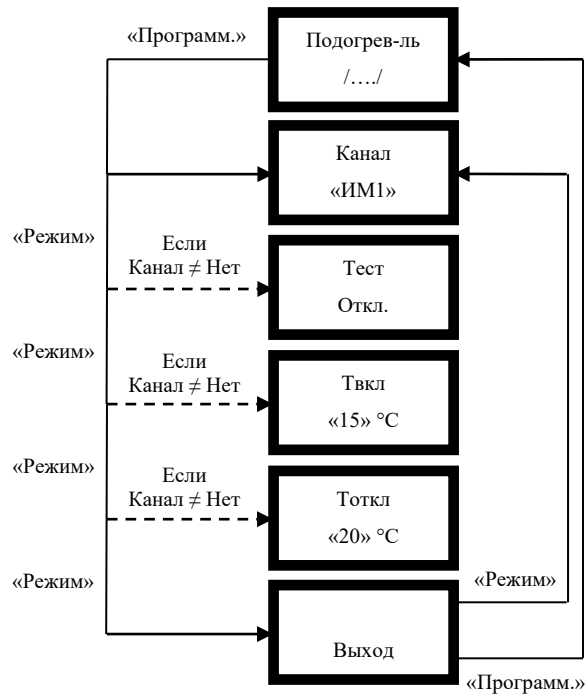 «Программ.»
Подогрев-ль
/…./
Канал
«ИМ1»
«Режим»
Если
Канал ≠ Нет
Тест
Откл.
«Режим»
Если
Канал ≠ Нет
Твкл
«15» °С
«Режим»
Если
Канал ≠ Нет
Тоткл
«20» °С
«Режим»
«Режим»
Выход
«Программ.»